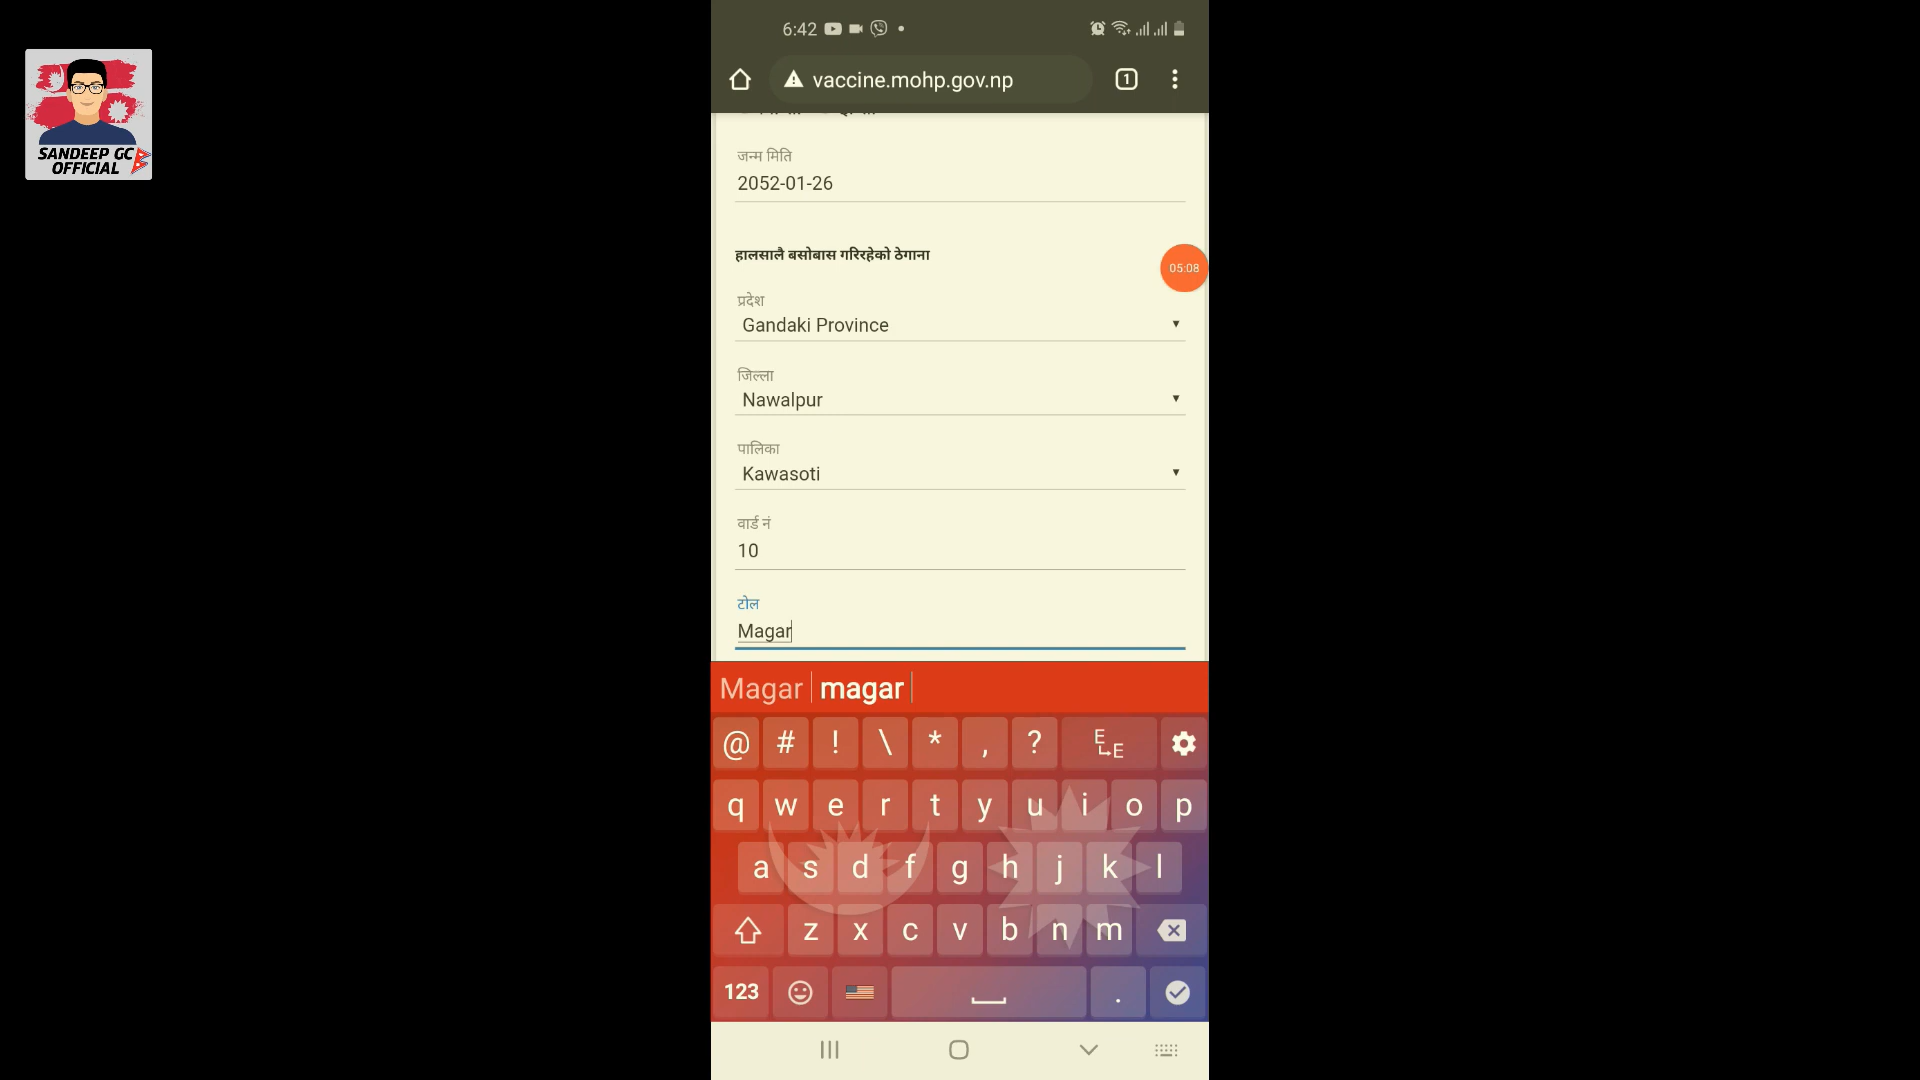 SANDEEP GC
OFFICIAL
6:42
vaccine.mohp.gov.np
1
जन्म मिति
2052-01-26
हालसालै बसोबास गरिरहेको ठेगाना
05:08
प्रदेश
Gandaki Province
जिल्ला
Nawalpur
पालिका
Kawasoti
वार्ड नं
10
टोल
Magar
Magar magar
@ # ! \ * , ? E E
q w e r t y u i o p
a s d f g h j k l
z x c v b n m
123 .